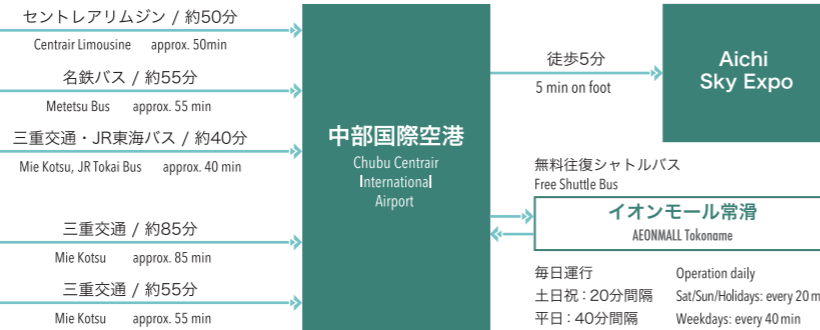 セントレアリムジン / 約50分
Centrair Limousine approx. 50min
名鉄バス / 約55分
Metetsu Bus approx. 55 min
三重交通・JR東海バス / 約40分
Mie Kotsu, JR Tokai Bus approx. 40 min
三重交通 / 約85分
Mie Kotsu approx. 85 min
三重交通 / 約55分
Mie Kotsu approx. 55 min
中部国際空港
Chubu Centrair
International
Airport
徒歩5分
5 min on foot
Aichi
Sky Expo
無料往復シャトルバス
Free Shuttle Bus
イオンモール常滑
AEONMALL Tokoname
毎日運行 Operation daily
土日祝：20分間隔 Sat/Sun/Holidays: every 20 m
平日：40分間隔 Weekdays: every 40 min